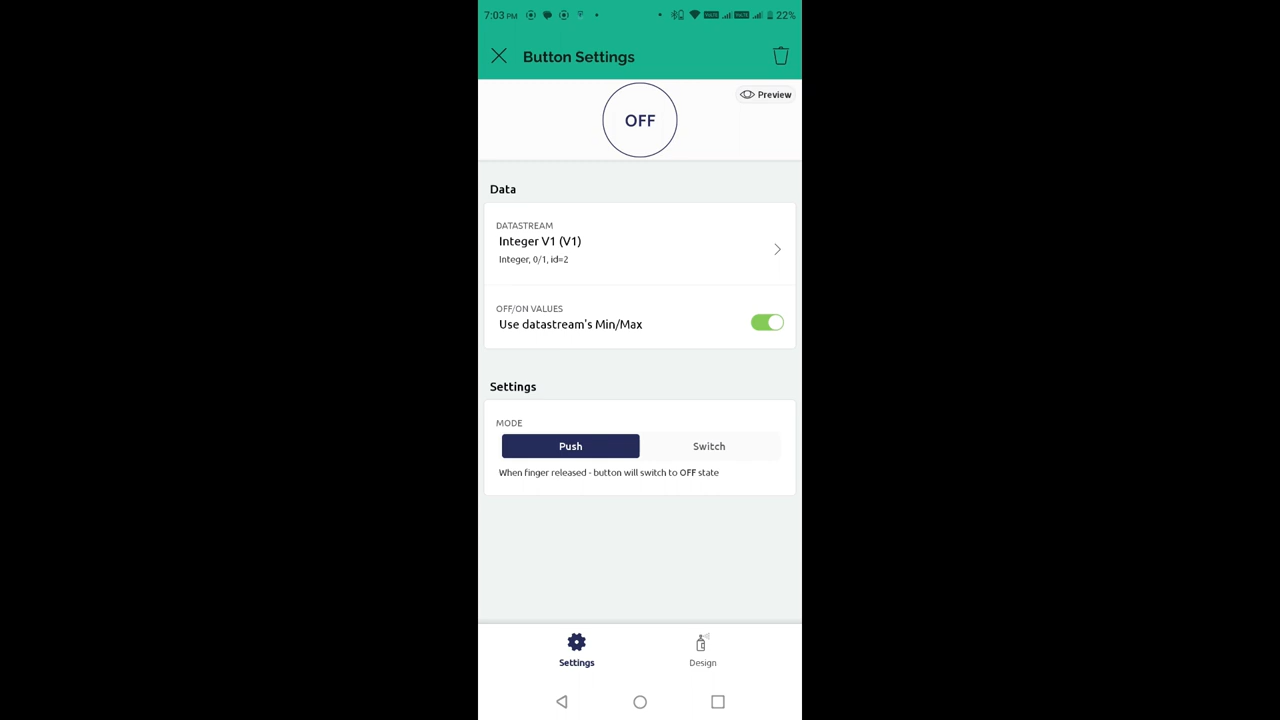 7:03 PM 22%
Button Settings
Preview
OFF
Data
DATASTREAM
Integer V1 (V1)
Integer, 0/1, id=2
OFF/ON VALUES
Use datastream's Min/Max
Settings
MODE
Push Switch
When finger released - button will switch to OFF state
Settings Design